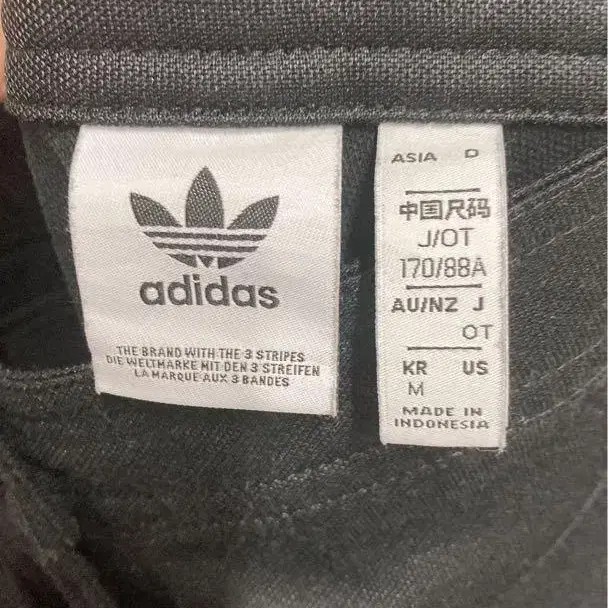 adidas
THE BRAND WITH THE 3 STRIPES
DIE WELTMARKE MIT DEN 3 STREIFEN
LA MARQUE AUX 3 BANDES
ASIA D
中国尺码
J/OT
170/88A
AU/NZ J
OT
KR US
M
MADE IN
INDONESIA